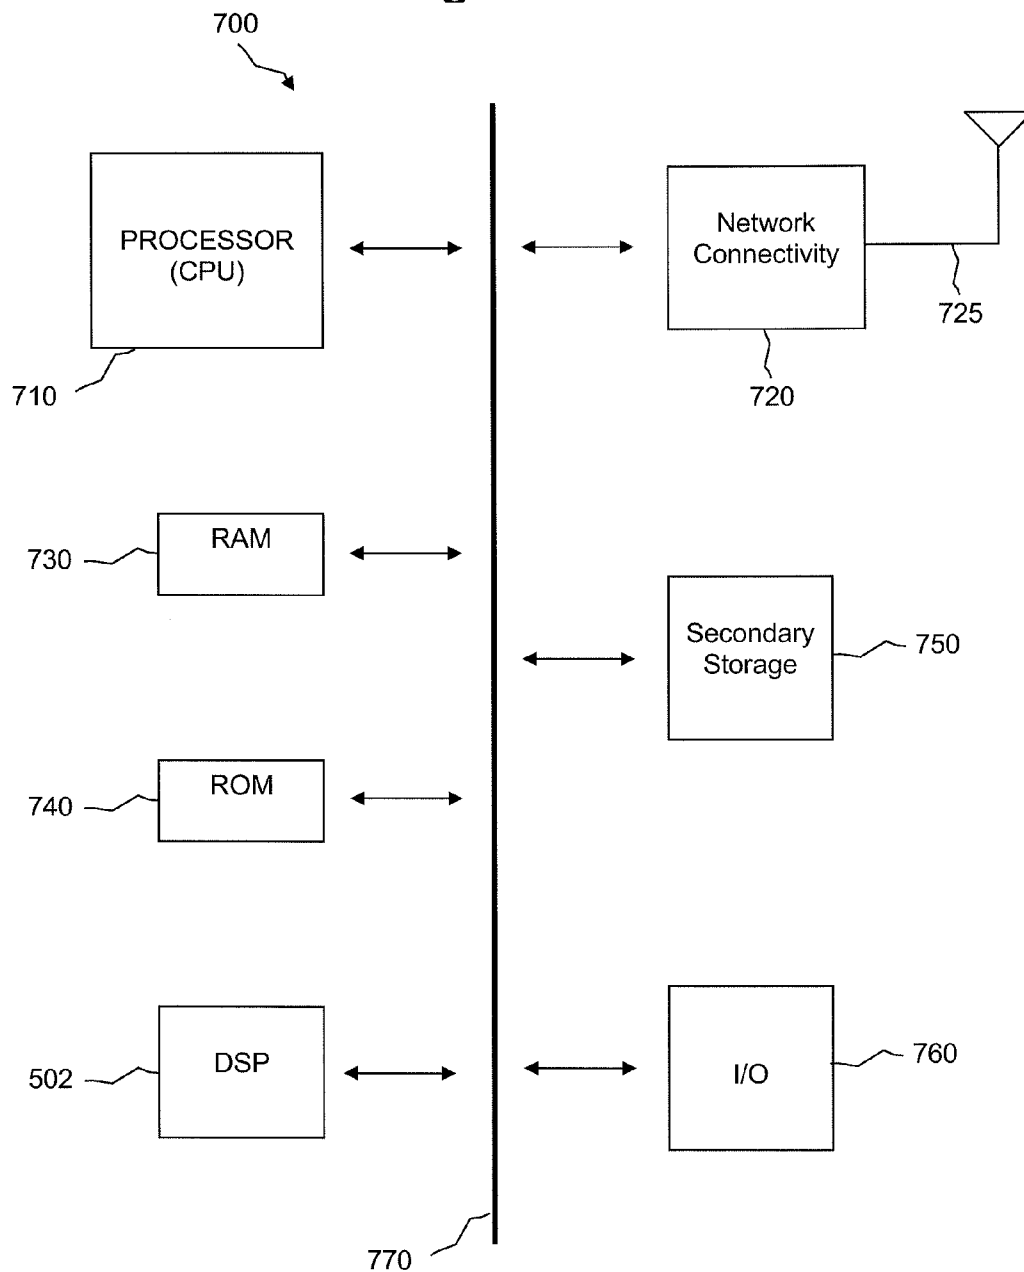 700
PROCESSOR
(CPU)
710
Network
Connectivity
725
720
RAM
730
Secondary
Storage
750
ROM
740
DSP
502
I/O
760
770